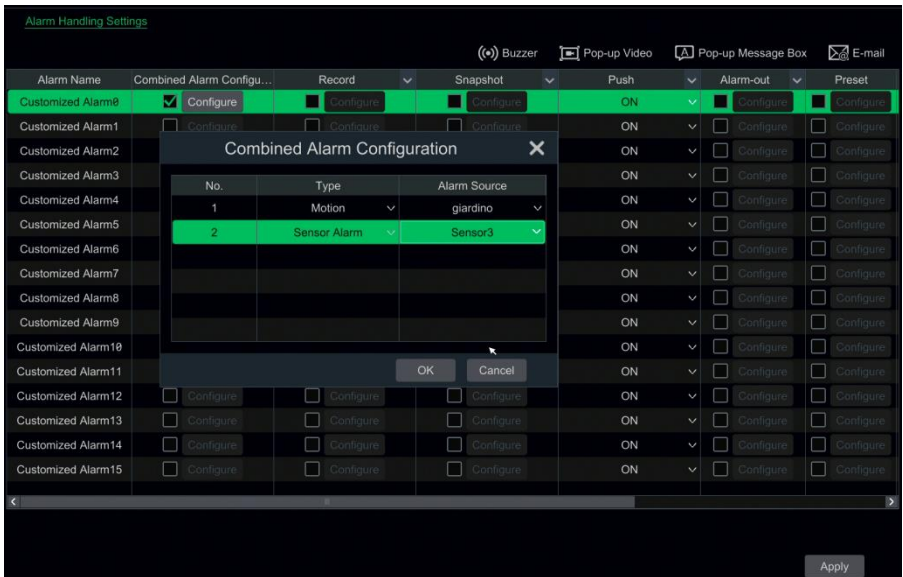 Alarm Handling Settings
Buzzer Pop-up Video Pop-up Message Box E-mail
Alarm Name Combined Alarm Configu... Record Snapshot Push Alarm-out Preset
Customized Alarm0 Configure Configure Configure ON Configure Configure
Customized Alarm1 Configure Configure Configure ON Configure Configure
Customized Alarm2 ON Configure Configure
Customized Alarm3 ON Configure Configure
Customized Alarm4 ON Configure Configure
Customized Alarm5 ON Configure Configure
Customized Alarm6 ON Configure Configure
Customized Alarm7 ON Configure Configure
Customized Alarm8 ON Configure Configure
Customized Alarm9 ON Configure Configure
Customized Alarm10 ON Configure Configure
Customized Alarm11 ON Configure Configure
Customized Alarm12 Configure Configure Configure ON Configure Configure
Customized Alarm13 Configure Configure Configure ON Configure Configure
Customized Alarm14 Configure Configure Configure ON Configure Configure
Customized Alarm15 Configure Configure Configure ON Configure Configure
Combined Alarm Configuration
No. Type Alarm Source
1 Motion giardino
2 Sensor Alarm Sensor3
OK Cancel
Apply